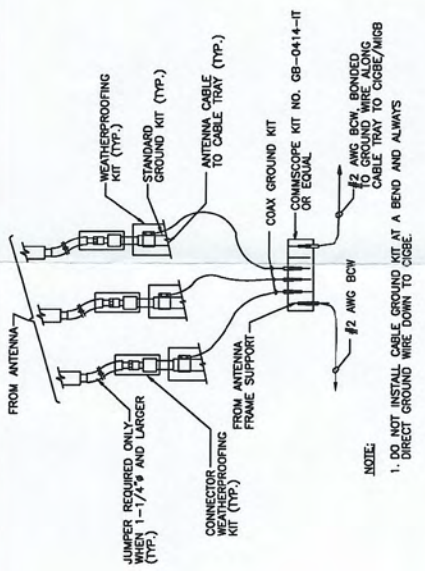 FROM ANTENNA
JUMPER REQUIRED ONLY
WHEN 1-1/4"ø AND LARGER
(TYP.)
CONNECTOR
WEATHERPROOFING
KIT (TYP.)
WEATHERPROOFING
KIT (TYP.)
STANDARD
GROUND KIT (TYP.)
ANTENNA CABLE
TO CABLE TRAY (TYP.)
FROM ANTENNA
FRAME SUPPORT
COAX GROUND KIT
COMMSCOPE KIT NO. GB-0414-IT
OR EQUAL
#2 AWG BCW
#2 AWG BCW, BONDED
TO GROUND WIRE ALONG
CABLE TRAY TO CIGBE/MIGB
NOTE:
1. DO NOT INSTALL CABLE GROUND KIT AT A BEND AND ALWAYS
DIRECT GROUND WIRE DOWN TO CIGBE.